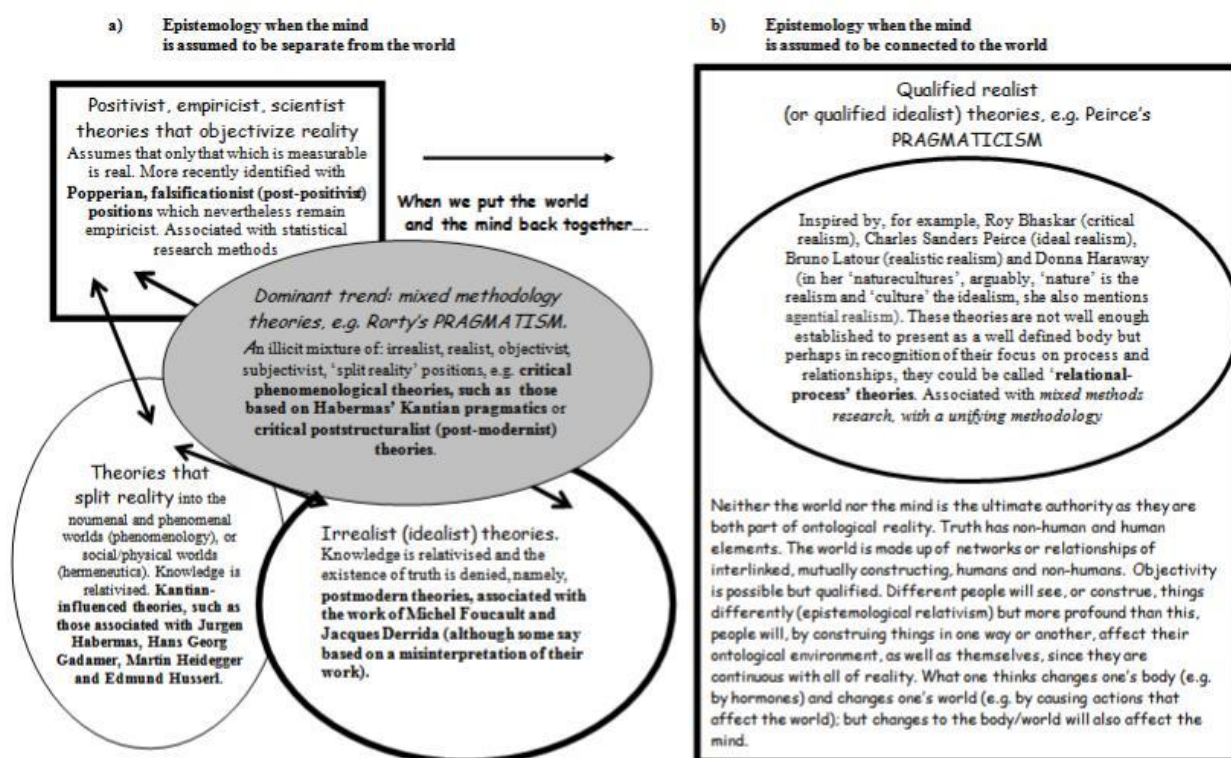 a) Epistemology when the mind
is assumed to be separate from the world
Positivist, empiricist, scientist
theories that objectivize reality
Assumes that only that which is measurable
is real. More recently identified with
Popperian, falsificationist (post-positivist)
positions which nevertheless remain
empiricist. Associated with statistical
research methods
When we put the world
and the mind back together....
Dominant trend: mixed methodology
theories, e.g. Rorty's PRAGMATISM.
An illicit mixture of: irrealist, realist, objectivist,
subjectivist, 'split reality' positions, e.g. critical
phenomenological theories, such as those
based on Habermas' Kantian pragmatics or
critical poststructuralist (post-modernist)
theories.
Theories that
split reality into the
noumenal and phenomenal
worlds (phenomenology), or
social/physical worlds
(hermeneutics). Knowledge is
relativised. Kantian-
influenced theories, such as
those associated with Jurgen
Habermas, Hans Georg
Gadamer, Martin Heidegger
and Edmund Husserl.
Irrealist (idealist) theories.
Knowledge is relativised and the
existence of truth is denied, namely,
postmodern theories, associated with
the work of Michel Foucault and
Jacques Derrida (although some say
based on a misinterpretation of their
work).
b) Epistemology when the mind
is assumed to be connected to the world
Qualified realist
(or qualified idealist) theories, e.g. Peirce's
PRAGMATICISM
Inspired by, for example, Roy Bhaskar (critical
realism), Charles Sanders Peirce (ideal realism),
Bruno Latour (realistic realism) and Donna Haraway
(in her 'naturecultures', arguably, 'nature' is the
realism and 'culture' the idealism, she also mentions
agential realism). These theories are not well enough
established to present as a well defined body but
perhaps in recognition of their focus on process and
relationships, they could be called 'relational-
process' theories. Associated with mixed methods
research, with a unifying methodology
Neither the world nor the mind is the ultimate authority as they are
both part of ontological reality. Truth has non-human and human
elements. The world is made up of networks or relationships of
interlinked, mutually constructing, humans and non-humans. Objectivity
is possible but qualified. Different people will see, or construe, things
differently (epistemological relativism) but more profound than this,
people will, by construing things in one way or another, affect their
ontological environment, as well as themselves, since they are
continuous with all of reality. What one thinks changes one's body (e.g.
by hormones) and changes one's world (e.g. by causing actions that
affect the world); but changes to the body/world will also affect the
mind.